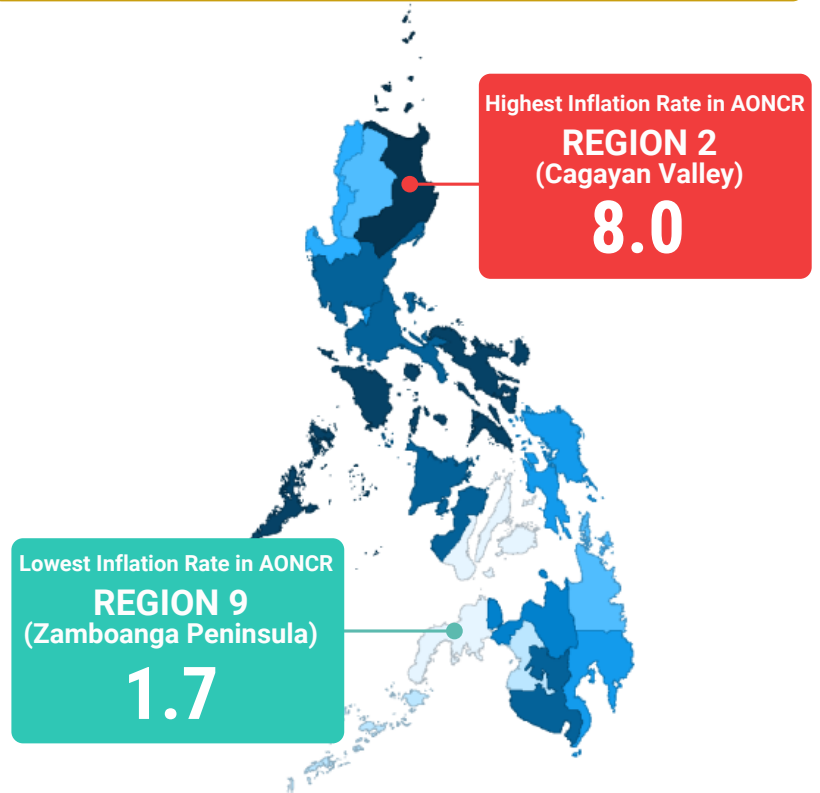 Highest Inflation Rate in AONCR
REGION 2
(Cagayan Valley)
8.0
Lowest Inflation Rate in AONCR
REGION 9
(Zamboanga Peninsula)
1.7